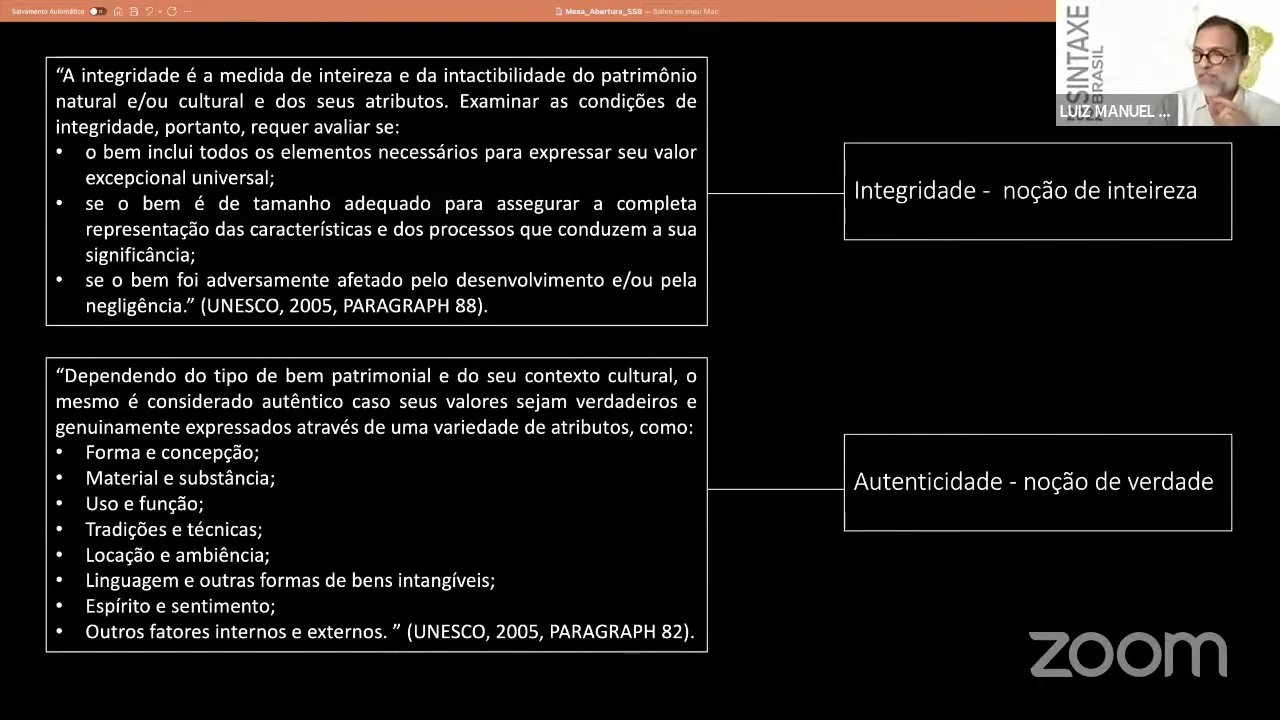 Salvamento Automático
Mesa_Abertura_SSB — Salvo no meu Mac
SINTAXE
BRASIL
LUIZ MANUEL ...
“A integridade é a medida de inteireza e da intactibilidade do patrimônio
natural e/ou cultural e dos seus atributos. Examinar as condições de
integridade, portanto, requer avaliar se:
• o bem inclui todos os elementos necessários para expressar seu valor
excepcional universal;
• se o bem é de tamanho adequado para assegurar a completa
representação das características e dos processos que conduzem a sua
significância;
• se o bem foi adversamente afetado pelo desenvolvimento e/ou pela
negligência.” (UNESCO, 2005, PARAGRAPH 88).
Integridade - noção de inteireza
“Dependendo do tipo de bem patrimonial e do seu contexto cultural, o
mesmo é considerado autêntico caso seus valores sejam verdadeiros e
genuinamente expressados através de uma variedade de atributos, como:
• Forma e concepção;
• Material e substância;
• Uso e função;
• Tradições e técnicas;
• Locação e ambiência;
• Linguagem e outras formas de bens intangíveis;
• Espírito e sentimento;
• Outros fatores internos e externos. ” (UNESCO, 2005, PARAGRAPH 82).
Autenticidade - noção de verdade
zoom